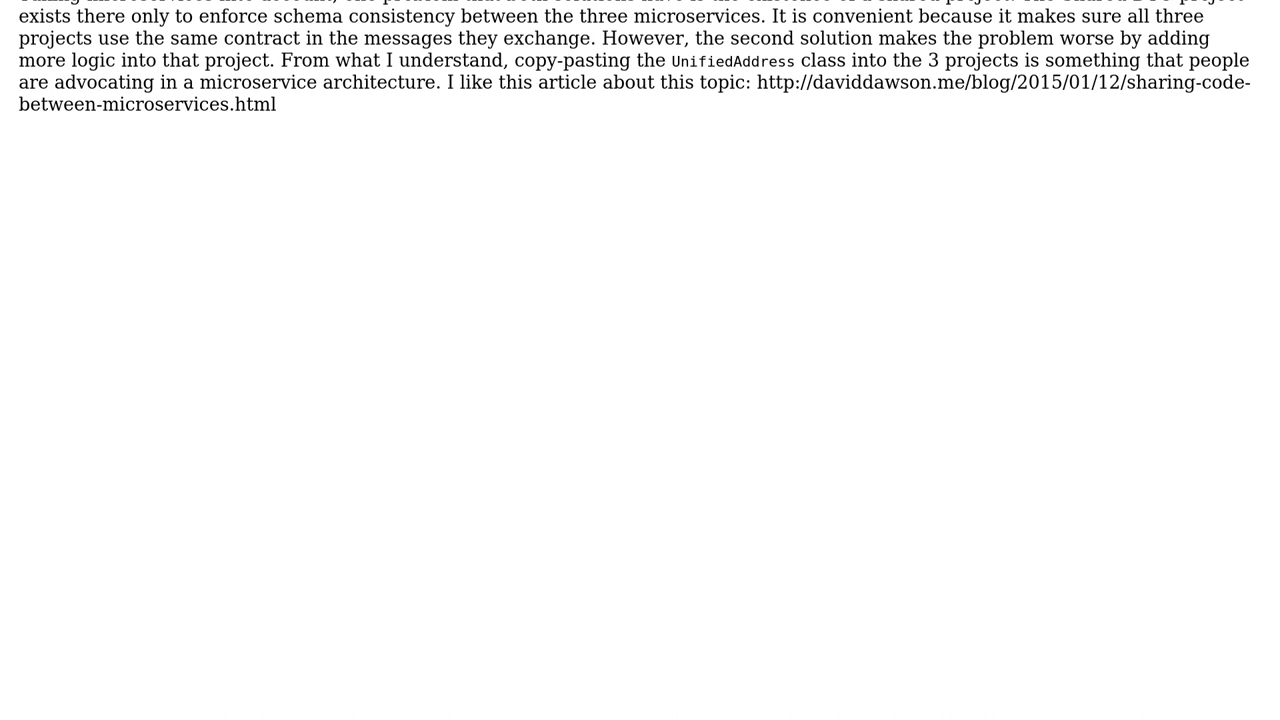 exists there only to enforce schema consistency between the three microservices. It is convenient because it makes sure all three
projects use the same contract in the messages they exchange. However, the second solution makes the problem worse by adding
more logic into that project. From what I understand, copy-pasting the UnifiedAddress class into the 3 projects is something that people
are advocating in a microservice architecture. I like this article about this topic: http://daviddawson.me/blog/2015/01/12/sharing-code-
between-microservices.html